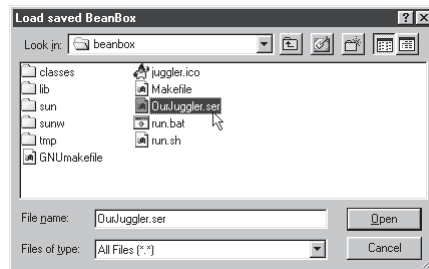 Load saved BeanBox
Look in: beanbox
classes
lib
sun
sunw
tmp
GNUmakefile
juggler.ico
Makefile
OurJuggler.ser
run.bat
run.sh
File name: OurJuggler.ser Open
Files of type: All Files (*.*) Cancel